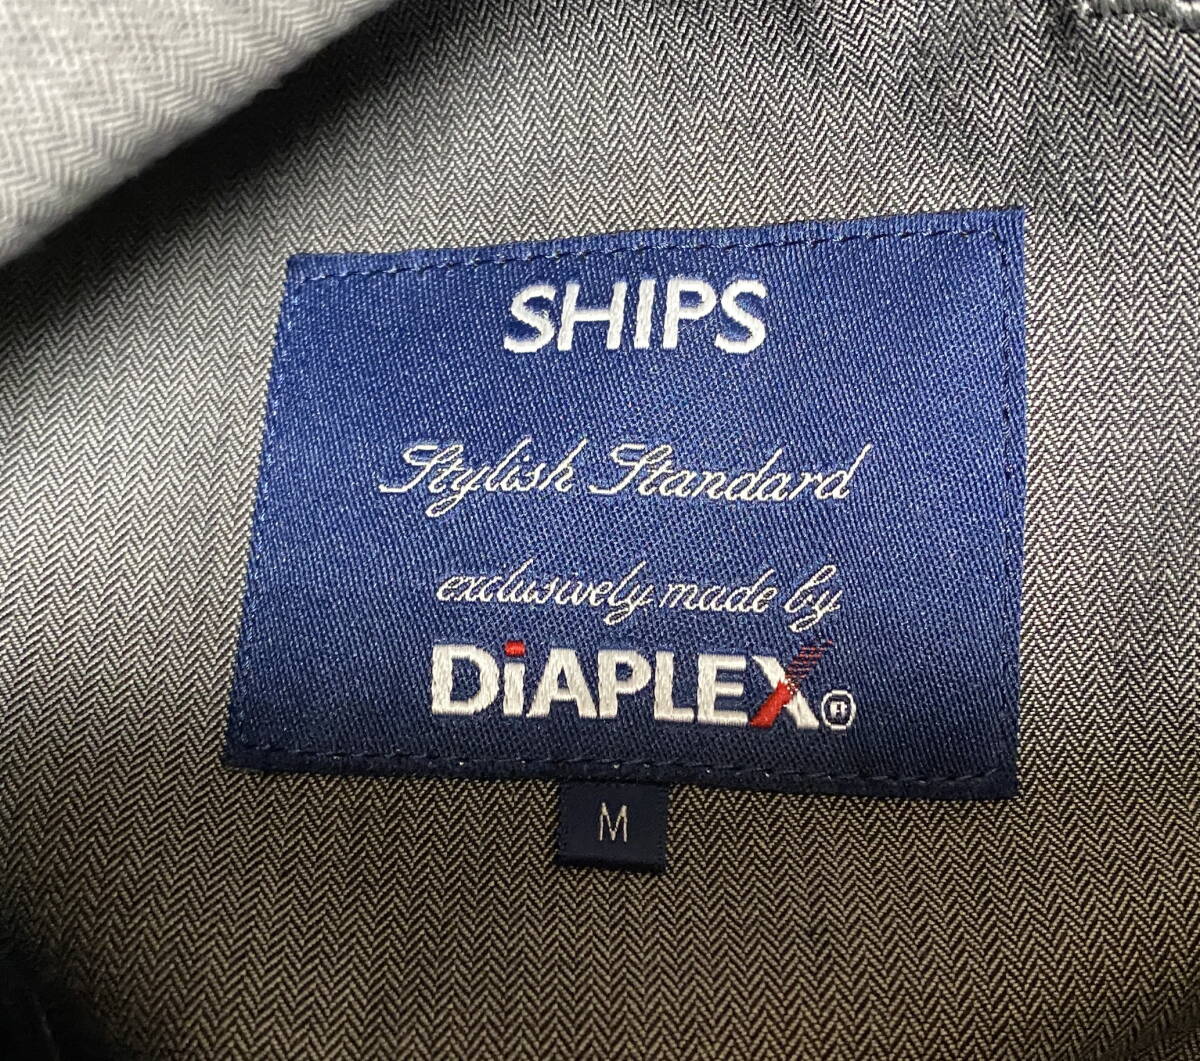 SHIPS
Stylish Standard
exclusively made by
DiAPLEX®
M